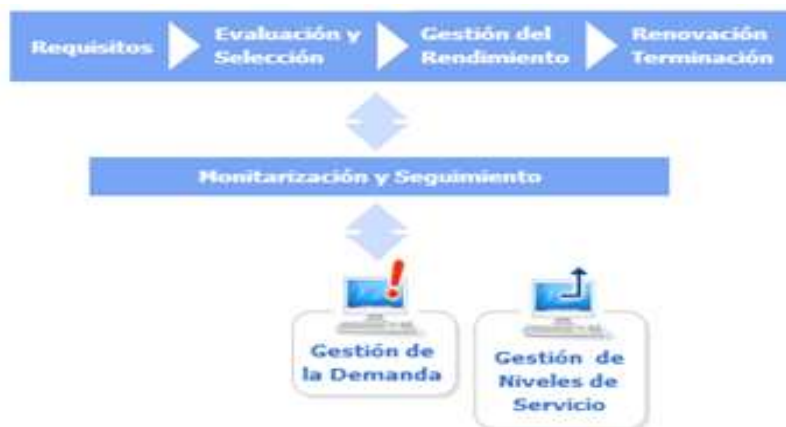 Requisitos
Evaluación y
Selección
Gestión del
Rendimiento
Renovación
Terminación
Monitarización y Seguimiento
Gestión de
la Demanda
Gestión de
Niveles de
Servicio